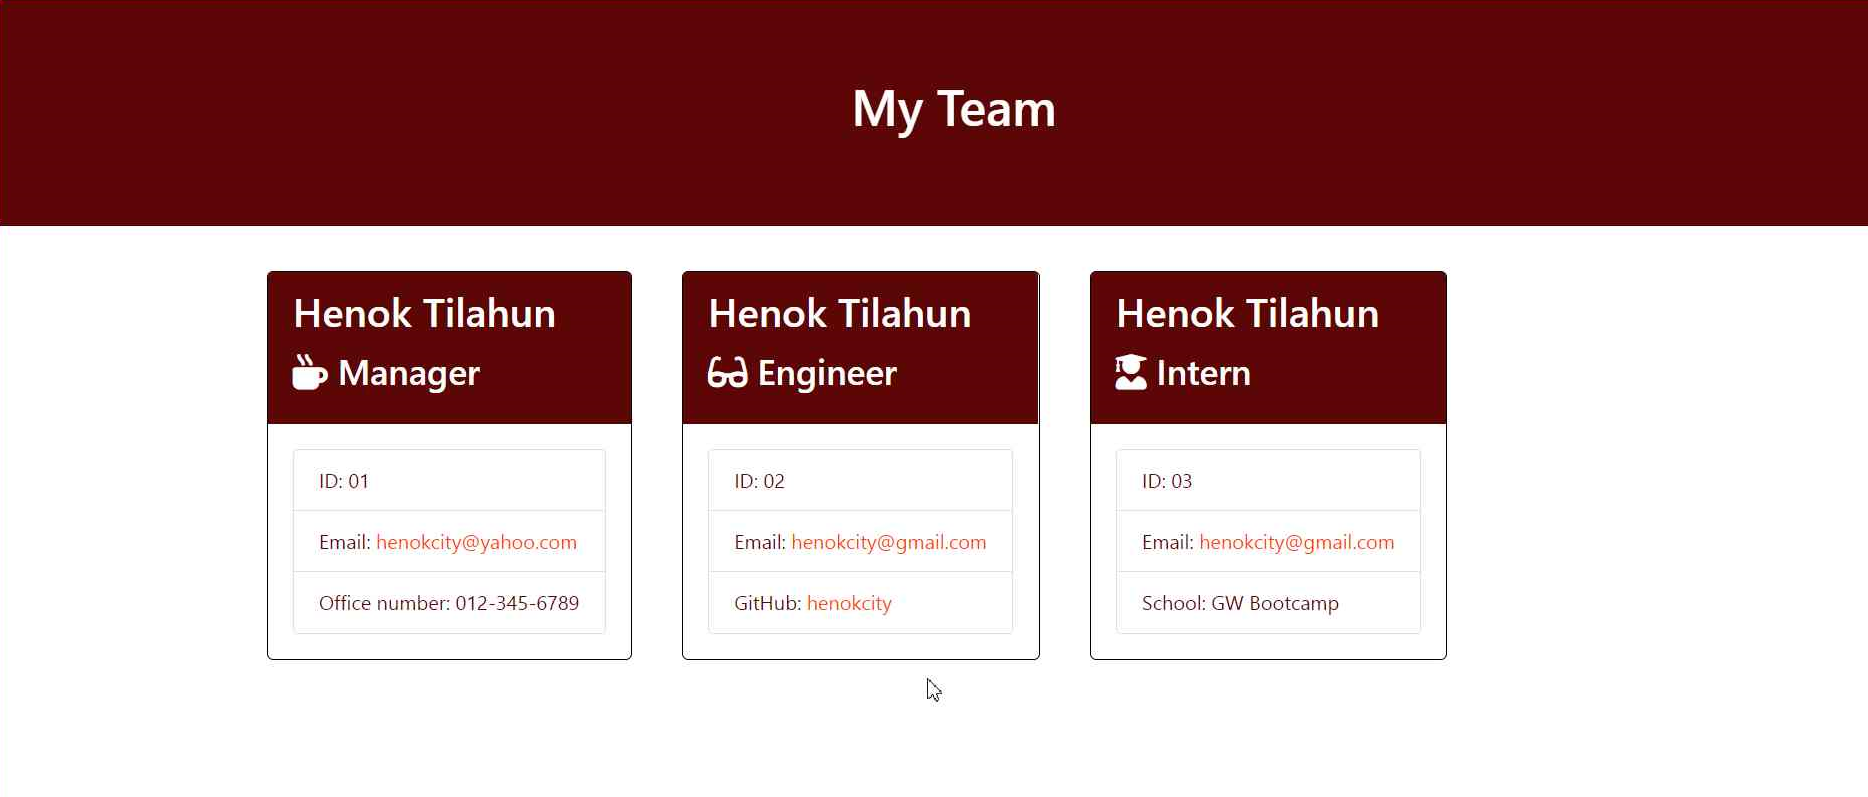 My Team
Henok Tilahun
Manager
ID: 01
Email: henokcity@yahoo.com
Office number: 012-345-6789
Henok Tilahun
Engineer
ID: 02
Email: henokcity@gmail.com
GitHub: henokcity
Henok Tilahun
Intern
ID: 03
Email: henokcity@gmail.com
School: GW Bootcamp